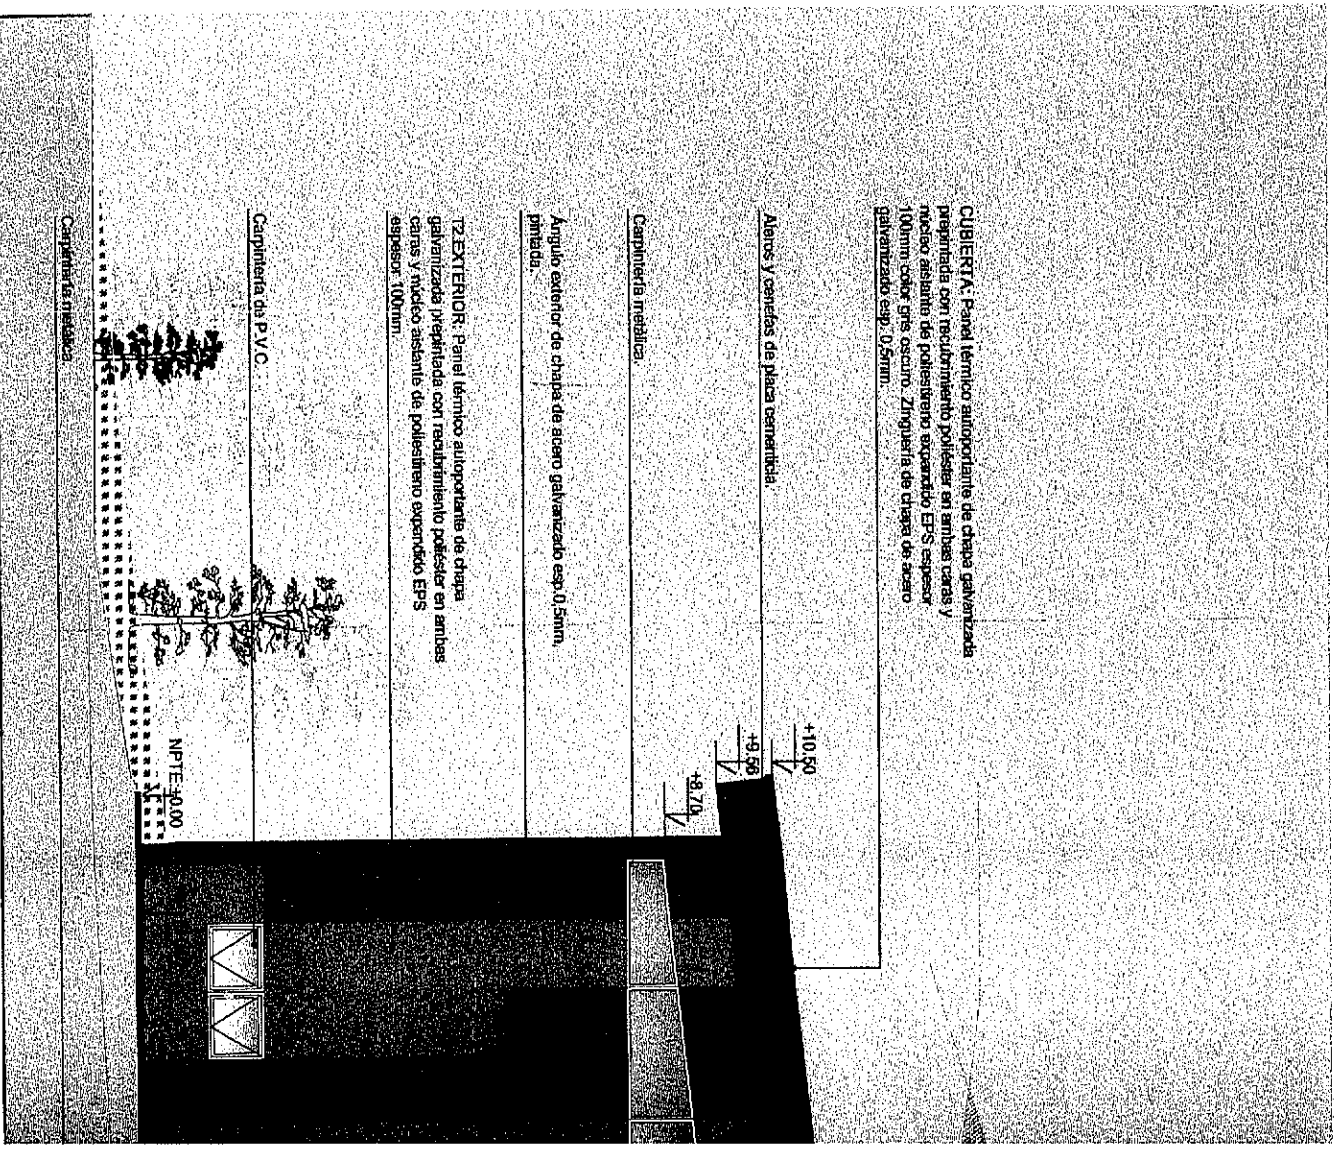 CUBIERTA: Panel térmico autoportante de chapa galvanizada
prepintada con recubrimiento poliéster en ambas caras y
núcleo aislante de poliestireno expandido EPS espesor
100mm color gris oscuro. Zinguería de chapa de acero
galvanizado esp. 0,5mm.
Aleros y cenefas de placa cementicia.
+10.50
+9.56
+8.70
Carpintería metálica.
Ángulo exterior de chapa de acero galvanizado esp.0,5mm,
pintada.
T2.EXTERIOR: Panel térmico autoportante de chapa
galvanizada prepintada con recubrimiento poliéster en ambas
caras y núcleo aislante de poliestireno expandido EPS
espesor 100mm.
Carpintería de P.V.C.
NPTE ±0.00
Carpintería metálica.